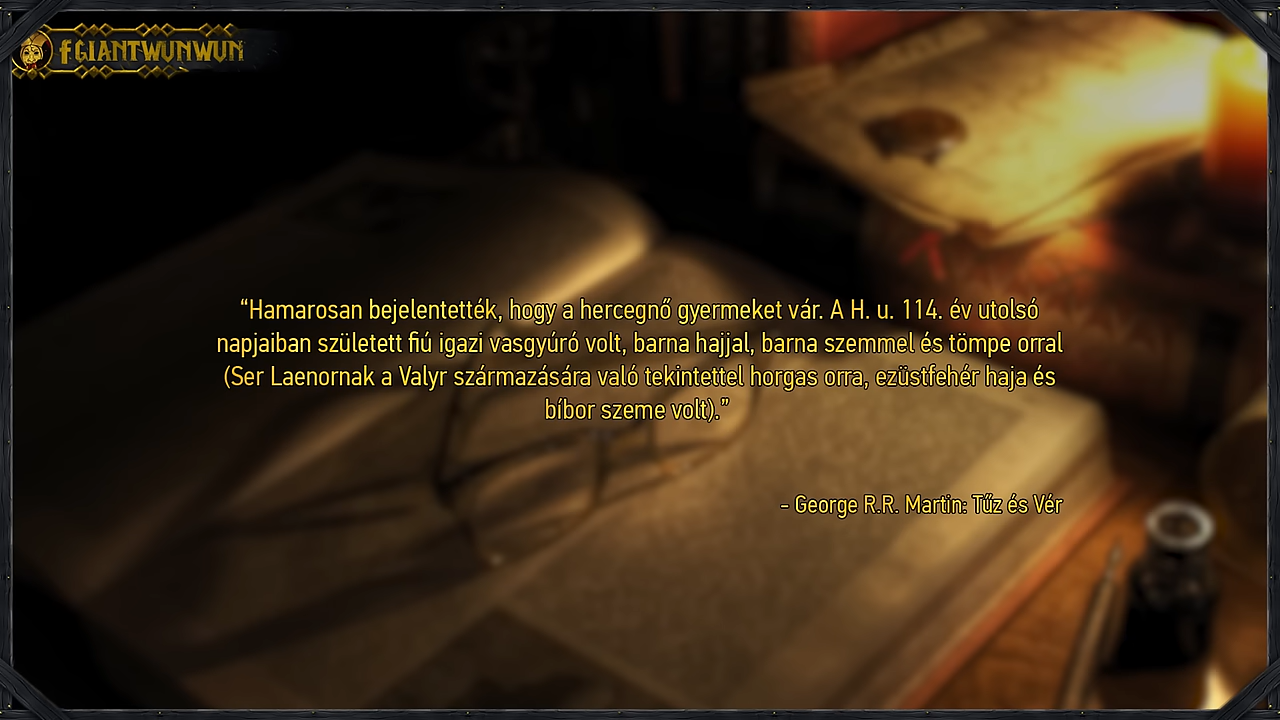 fGIANTWUNWUN
“Hamarosan bejelentették, hogy a hercegnő gyermeket vár. A H. u. 114. év utolsó
napjaiban született fiú igazi vasgyúró volt, barna hajjal, barna szemmel és tömpe orral
(Ser Laenornak a Valyr származására való tekintettel horgas orra, ezüstfehér haja és
bíbor szeme volt).”
- George R.R. Martin: Tűz és Vér